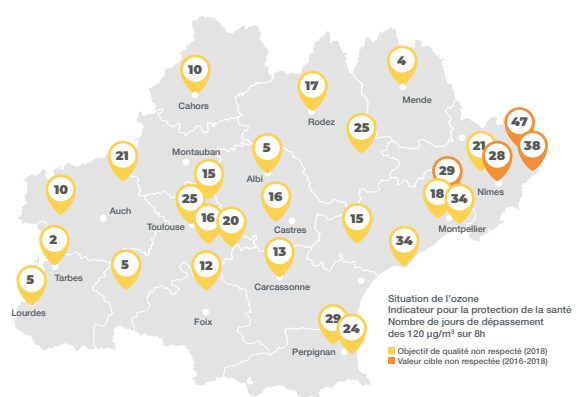 10
Cahors
17
Rodez
4
Mende
25
47
38
21
28
Nîmes
29
18
34
Montpellier
21
Montauban
15
5
Albi
10
Auch
25
Toulouse
16
20
16
Castres
15
34
2
Tarbes
5
Lourdes
5
12
Foix
13
Carcassonne
29
24
Perpignan
Situation de l'ozone
Indicateur pour la protection de la santé
Nombre de jours de dépassement
des 120 µg/m³ sur 8h
Objectif de qualité non respecté (2018)
Valeur cible non respectée (2016-2018)